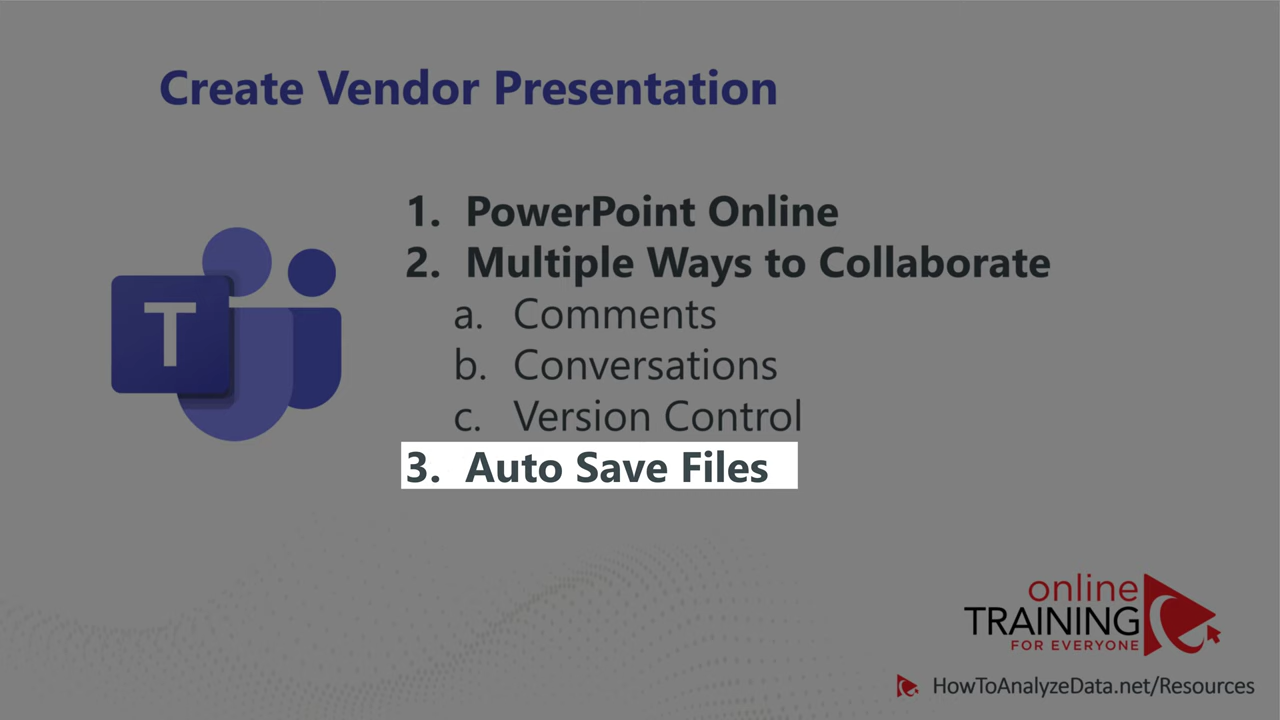 Create Vendor Presentation
1. PowerPoint Online
2. Multiple Ways to Collaborate
a. Comments
b. Conversations
c. Version Control
3. Auto Save Files
T
online
TRAINING
FOR EVERYONE
HowToAnalyzeData.net/Resources